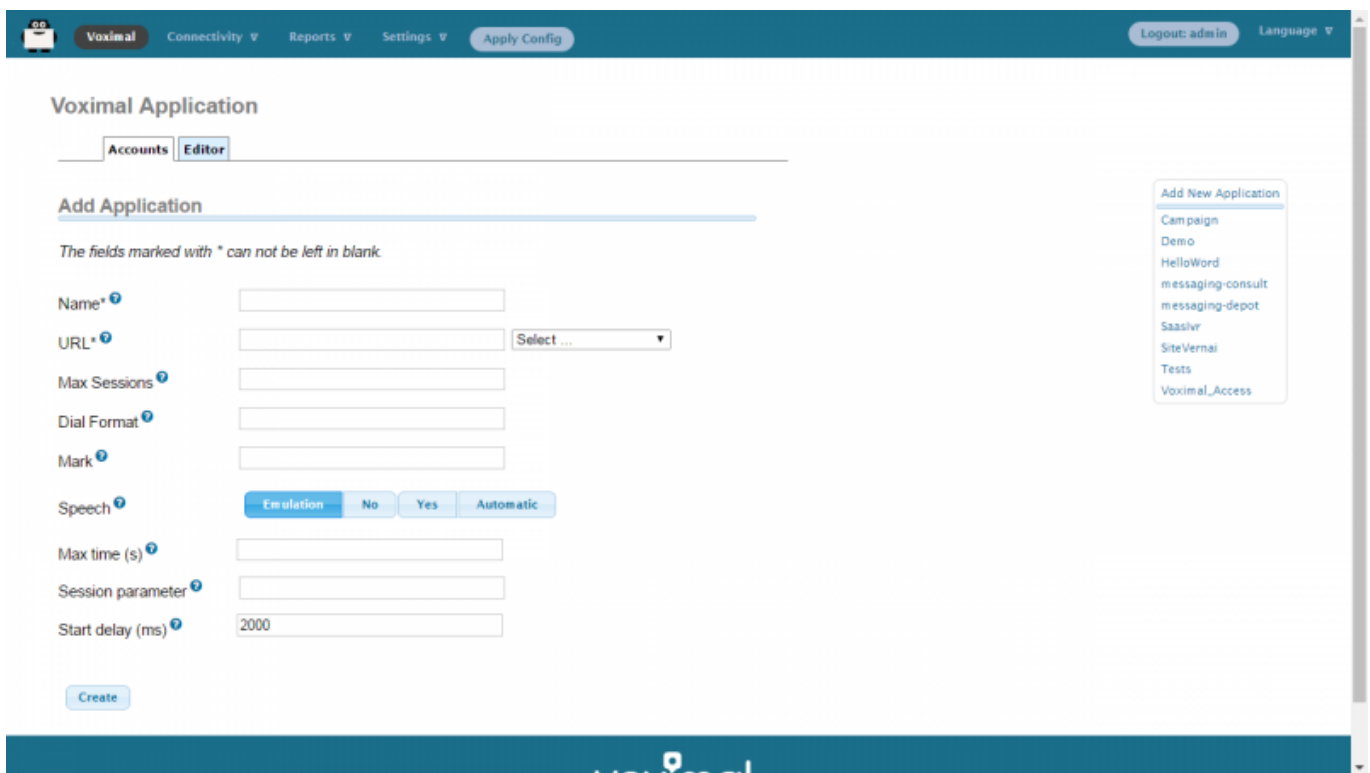 Voximal Connectivity ∇ Reports ∇ Settings ∇ Apply Config Logout: admin Language ∇
Voximal Application
Accounts Editor
Add Application
The fields marked with * can not be left in blank.
Name* ?
URL* ? Select ... ▼
Max Sessions ?
Dial Format ?
Mark ?
Speech ? Emulation No Yes Automatic
Max time (s) ?
Session parameter ?
Start delay (ms) ? 2000
Create
Add New Application
Campaign
Demo
HelloWord
messaging-consult
messaging-depot
SaasIvr
SiteVernai
Tests
Voximal_Access
voximal